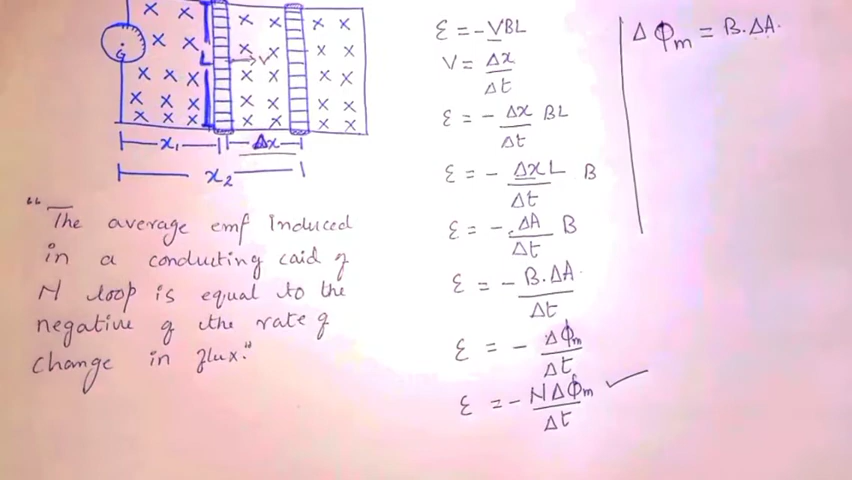 G
L
v
x₁
Δx
x₂
"The average emf Induced
in a conducting coid of
N loop is equal to the
negative of the rate of
change in flux."
Ɛ = -VBL
V = Δx/Δt
Ɛ = - Δx/Δt BL
Ɛ = - ΔxL/Δt B
Ɛ = - ΔA/Δt B
Ɛ = - B.ΔA/Δt
Ɛ = - Δϕm/Δt
Ɛ = - NΔϕm/Δt ✓
Δϕm = B.ΔA